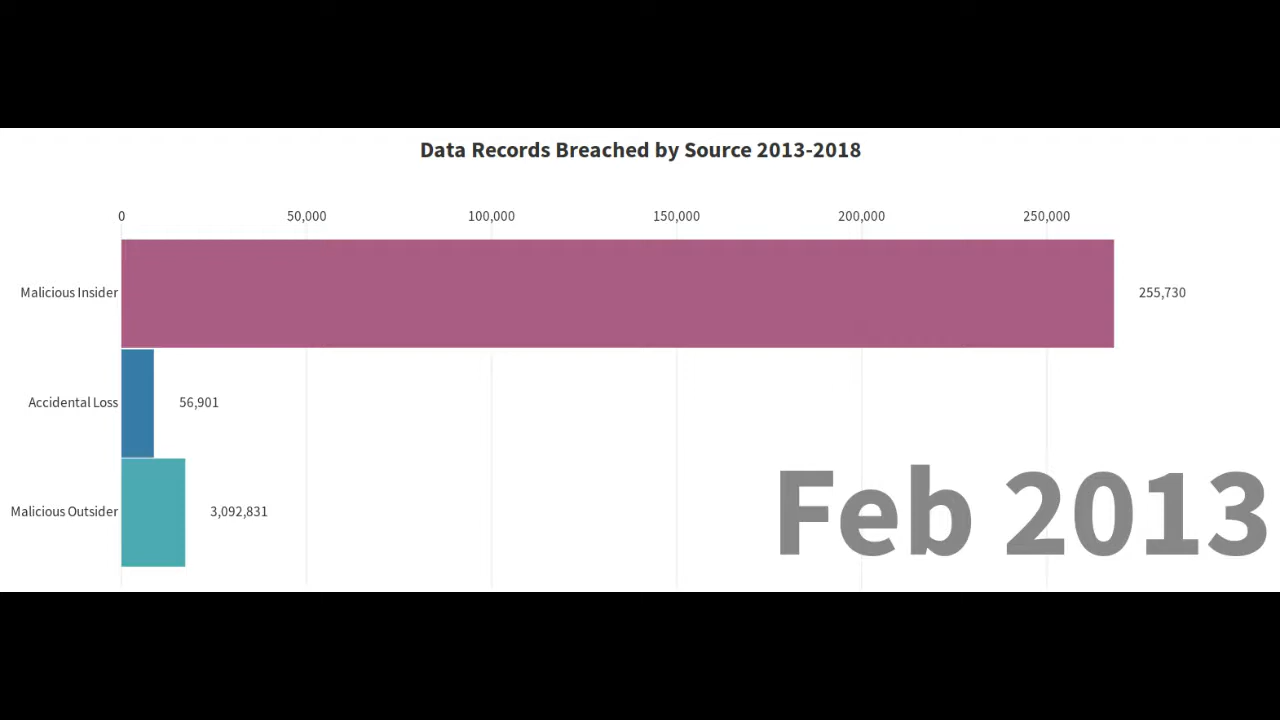 Data Records Breached by Source 2013-2018
0 50,000 100,000 150,000 200,000 250,000
Malicious Insider 255,730
Accidental Loss 56,901
Malicious Outsider 3,092,831
Feb 2013